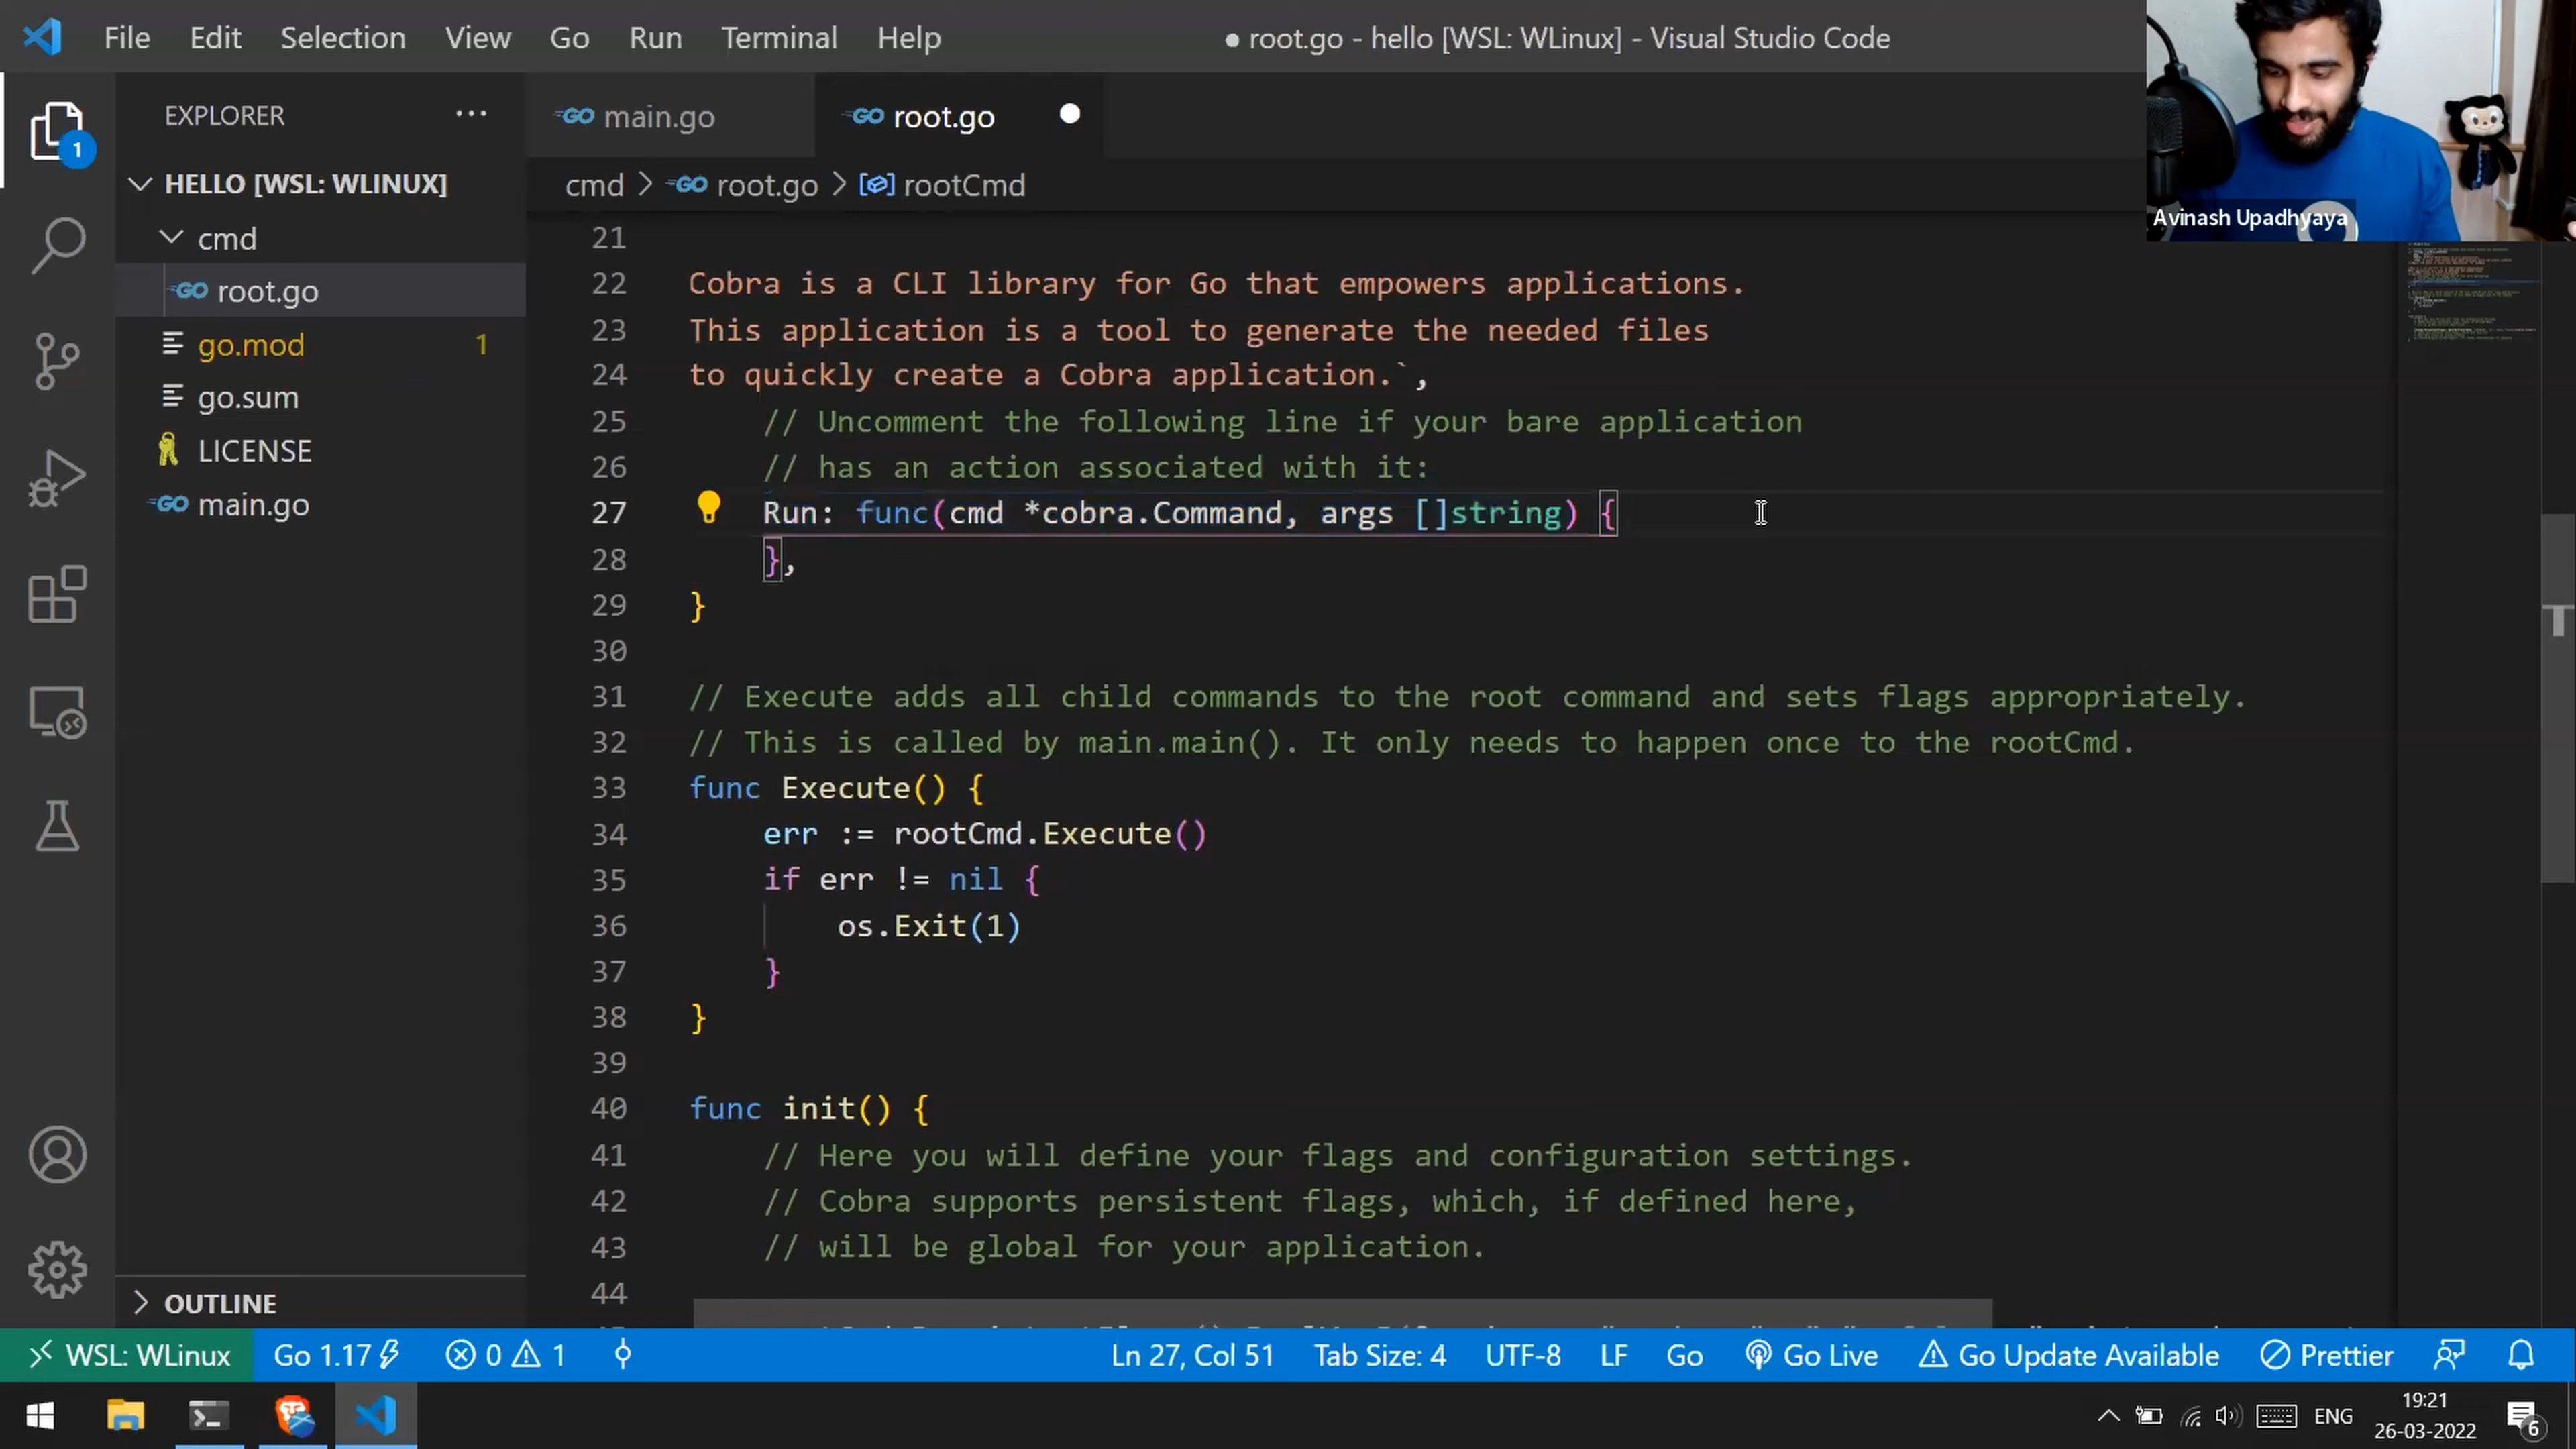 File Edit Selection View Go Run Terminal Help
● root.go - hello [WSL: WLinux] - Visual Studio Code
Avinash Upadhyaya
EXPLORER ···
1
HELLO [WSL: WLINUX]
cmd
GO root.go
go.mod 1
go.sum
LICENSE
GO main.go
OUTLINE
GO main.go
GO root.go
cmd > GO root.go > rootCmd
21
22 Cobra is a CLI library for Go that empowers applications.
23 This application is a tool to generate the needed files
24 to quickly create a Cobra application.`,
25 // Uncomment the following line if your bare application
26 // has an action associated with it:
27 Run: func(cmd *cobra.Command, args []string) {
28 },
29 }
30
31 // Execute adds all child commands to the root command and sets flags appropriately.
32 // This is called by main.main(). It only needs to happen once to the rootCmd.
33 func Execute() {
34 err := rootCmd.Execute()
35 if err != nil {
36 os.Exit(1)
37 }
38 }
39
40 func init() {
41 // Here you will define your flags and configuration settings.
42 // Cobra supports persistent flags, which, if defined here,
43 // will be global for your application.
44
WSL: WLinux Go 1.17 0 1 Ln 27, Col 51 Tab Size: 4 UTF-8 LF Go Go Live Go Update Available Prettier
ENG
19:21
26-03-2022
6